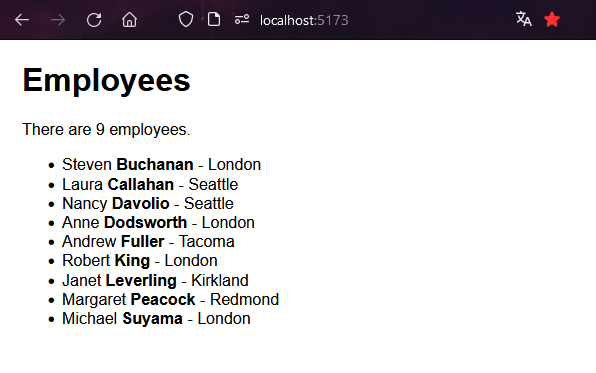 localhost:5173
Employees
There are 9 employees.
• Steven Buchanan - London
• Laura Callahan - Seattle
• Nancy Davolio - Seattle
• Anne Dodsworth - London
• Andrew Fuller - Tacoma
• Robert King - London
• Janet Leverling - Kirkland
• Margaret Peacock - Redmond
• Michael Suyama - London